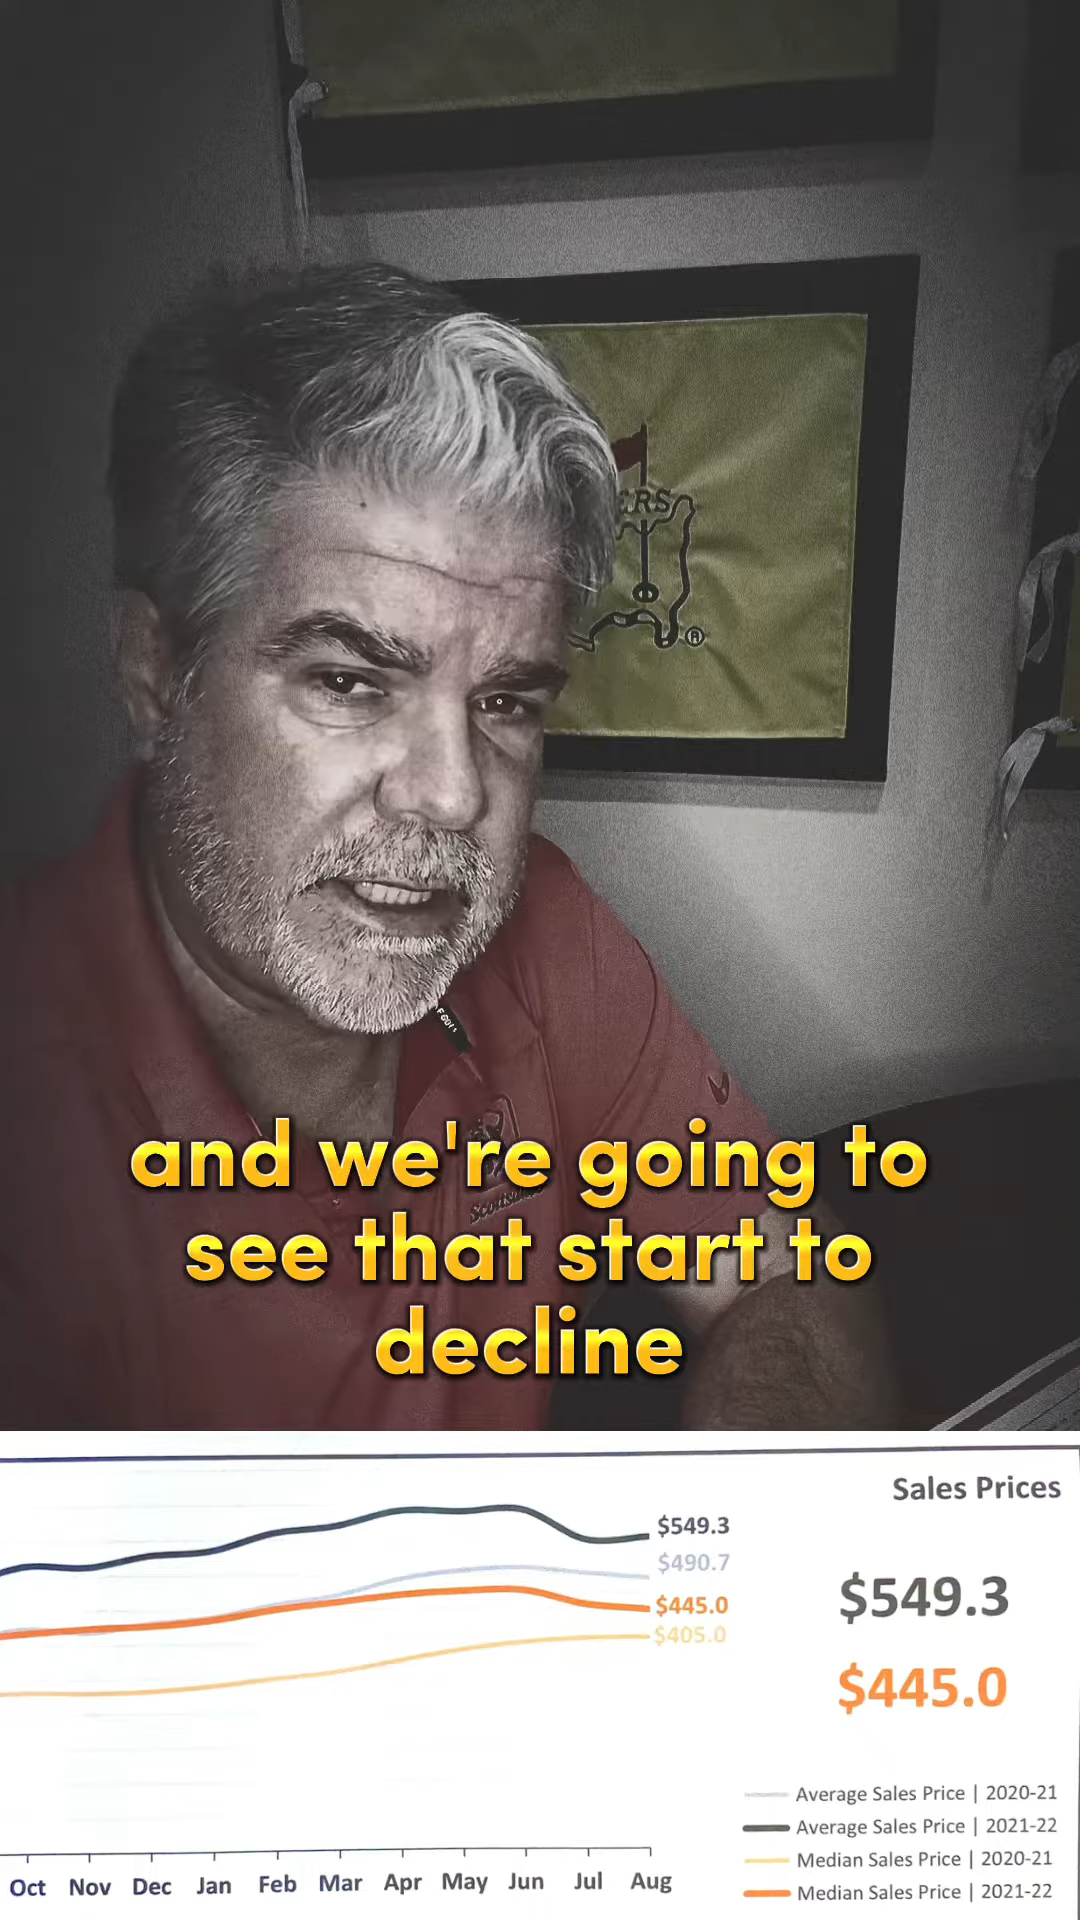 ERS
®
and we're going to
see that start to
decline
Sales Prices
$549.3
$490.7
$445.0
$405.0
$549.3
$445.0
Average Sales Price | 2020-21
Average Sales Price | 2021-22
Median Sales Price | 2020-21
Median Sales Price | 2021-22
Oct Nov Dec Jan Feb Mar Apr May Jun Jul Aug